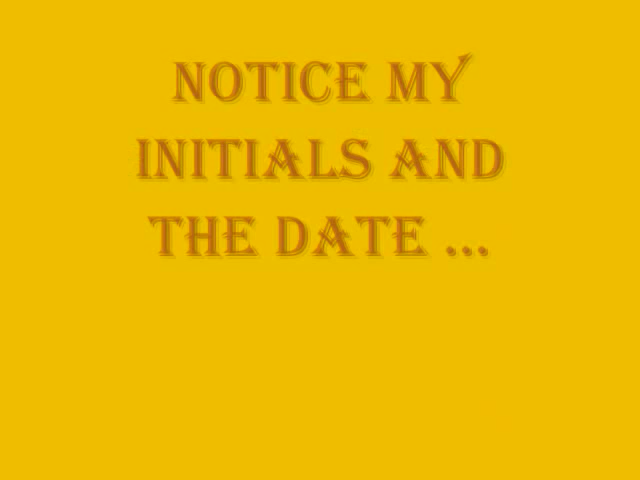 NOTICE MY
INITIALS AND
THE DATE ...